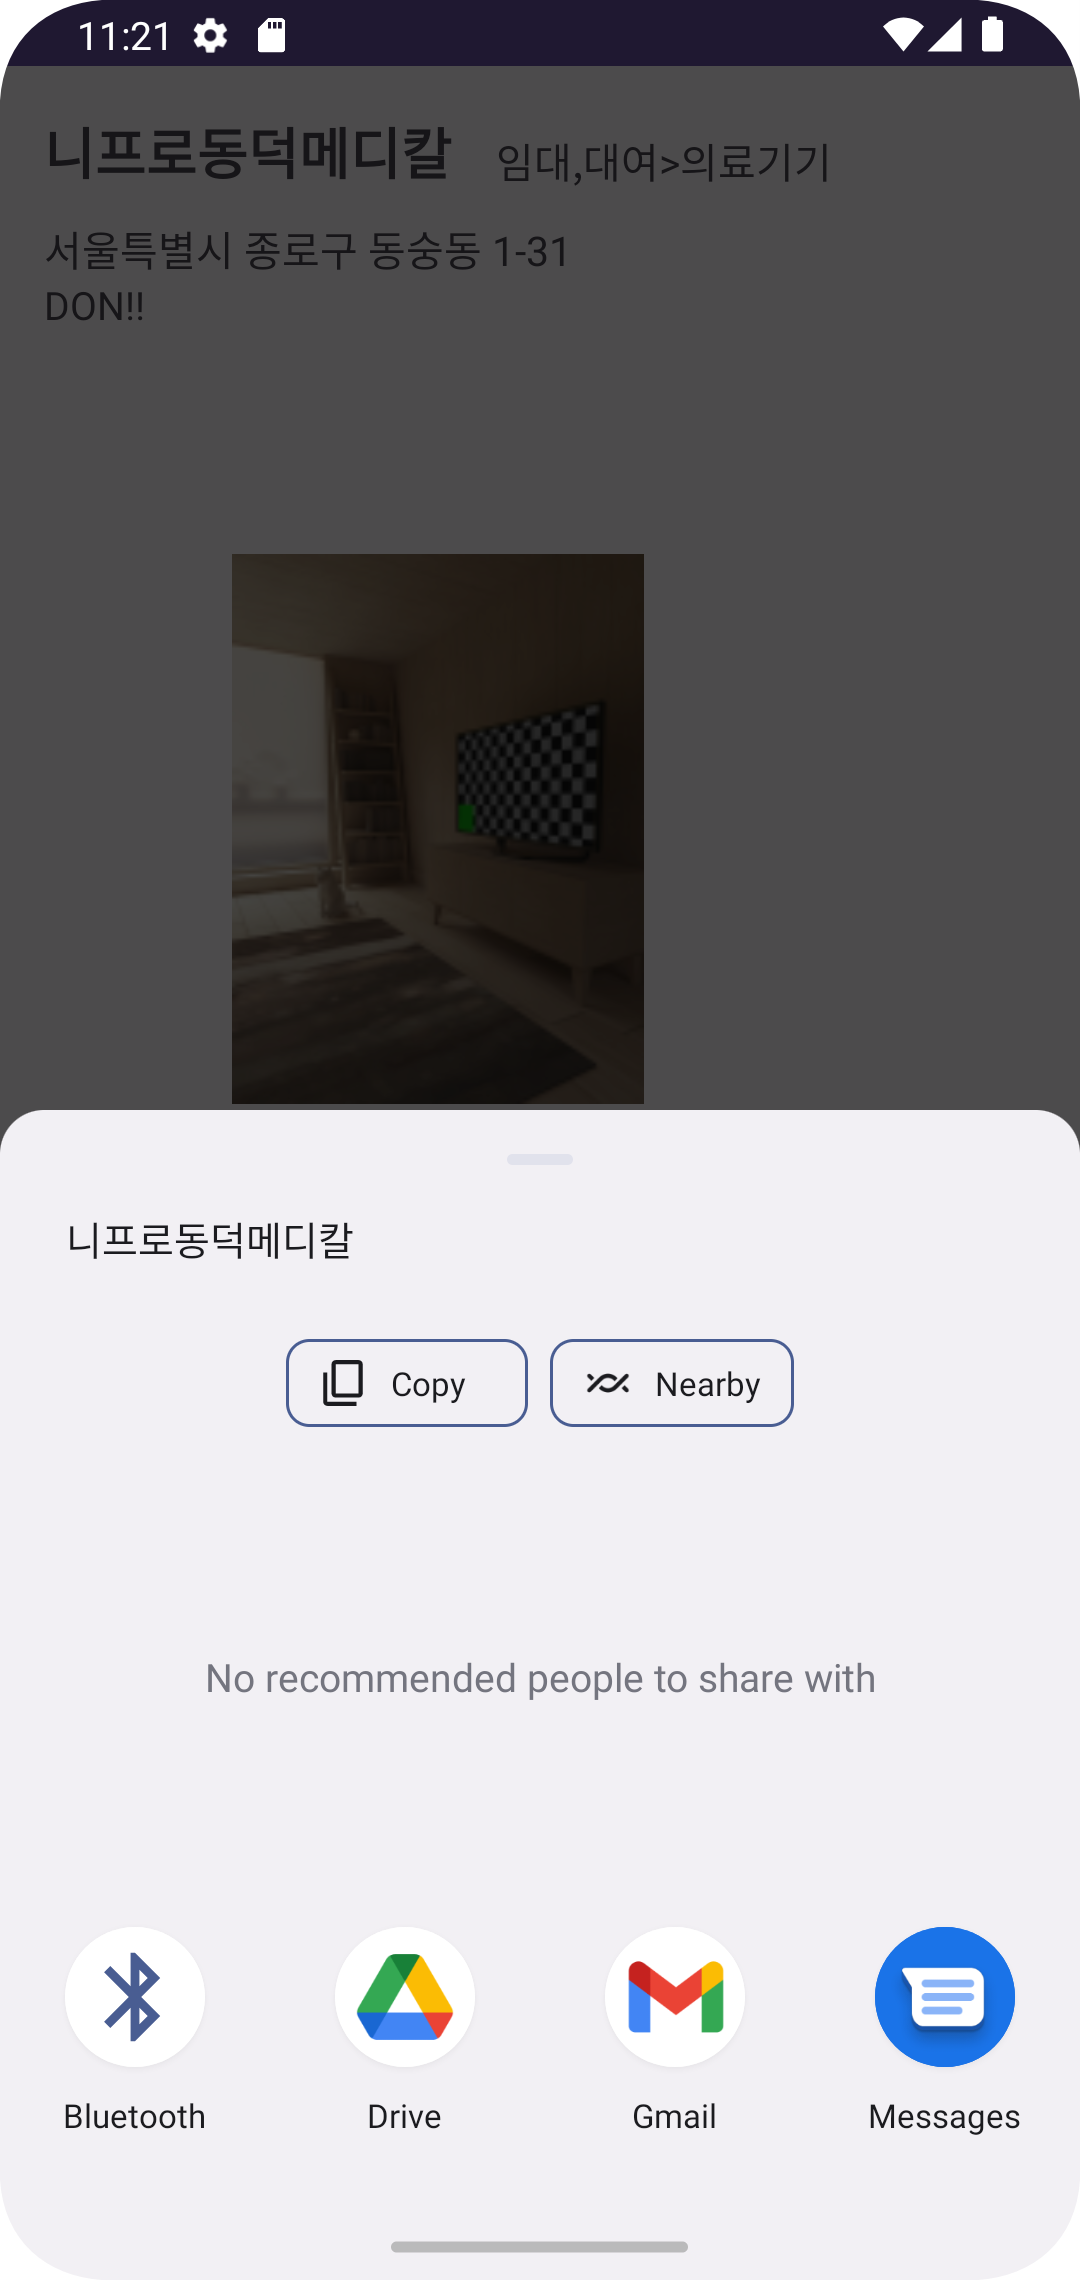 11:21
니프로동덕메디칼 임대,대여>의료기기
서울특별시 종로구 동숭동 1-31
DON!!
니프로동덕메디칼
Copy Nearby
No recommended people to share with
Bluetooth Drive Gmail Messages